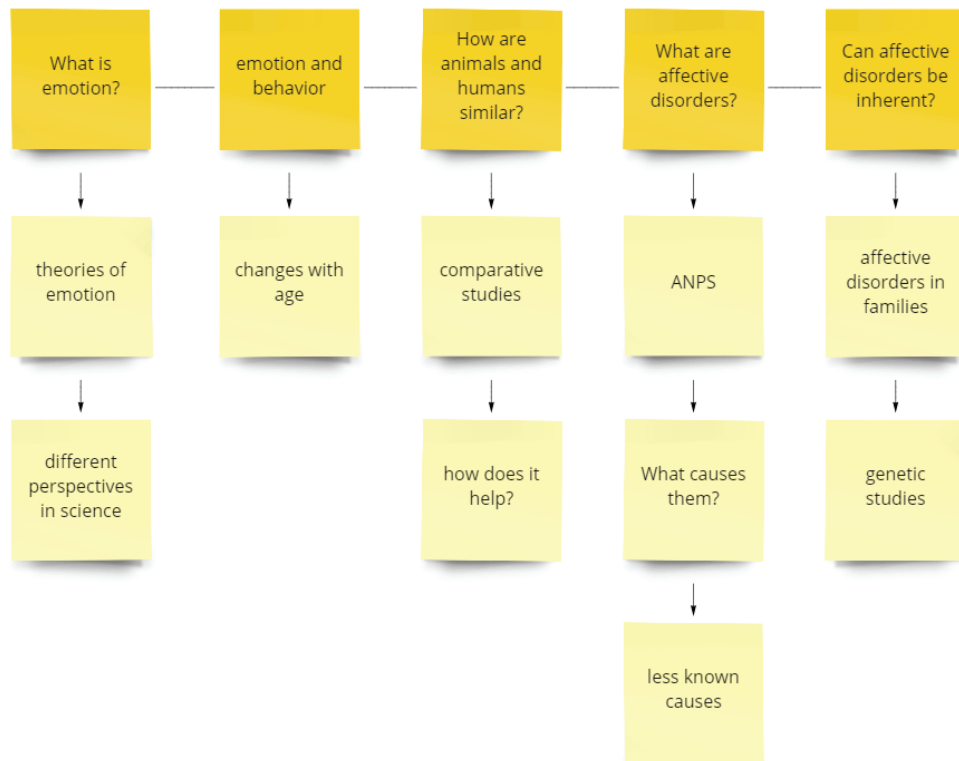 What is
emotion?
emotion and
behavior
How are
animals and
humans
similar?
What are
affective
disorders?
Can affective
disorders be
inherent?
theories of
emotion
changes with
age
comparative
studies
ANPS
affective
disorders in
families
different
perspectives
in science
how does it
help?
What causes
them?
genetic
studies
less known
causes